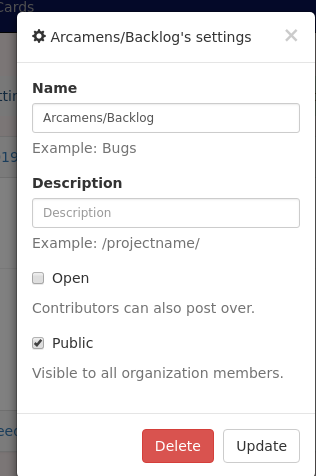 Cards
Arcamens/Backlog's settings ×
Name
Arcamens/Backlog
Example: Bugs
Description
Description
Example: /projectname/
Open
Contributors can also post over.
Public
Visible to all organization members.
Delete Update